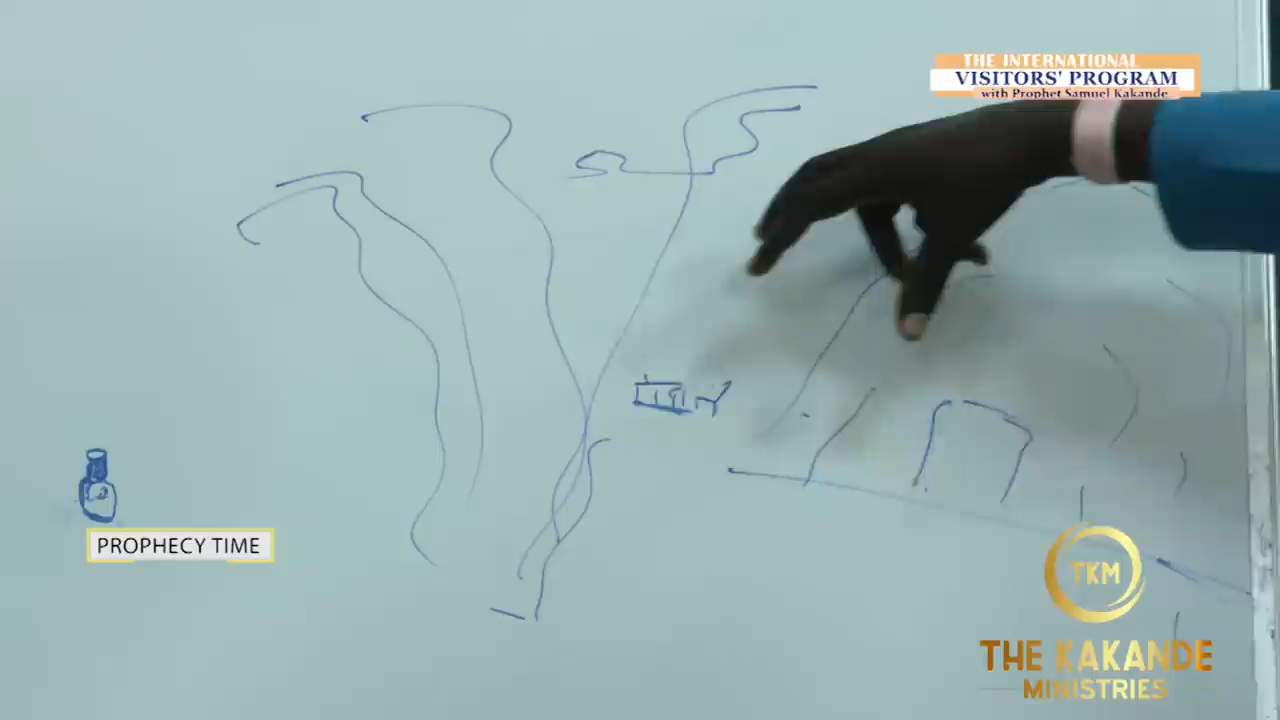 THE INTERNATIONAL
VISITORS' PROGRAM
with Prophet Samuel Kakande
PROPHECY TIME
TKM
THE KAKANDE
MINISTRIES